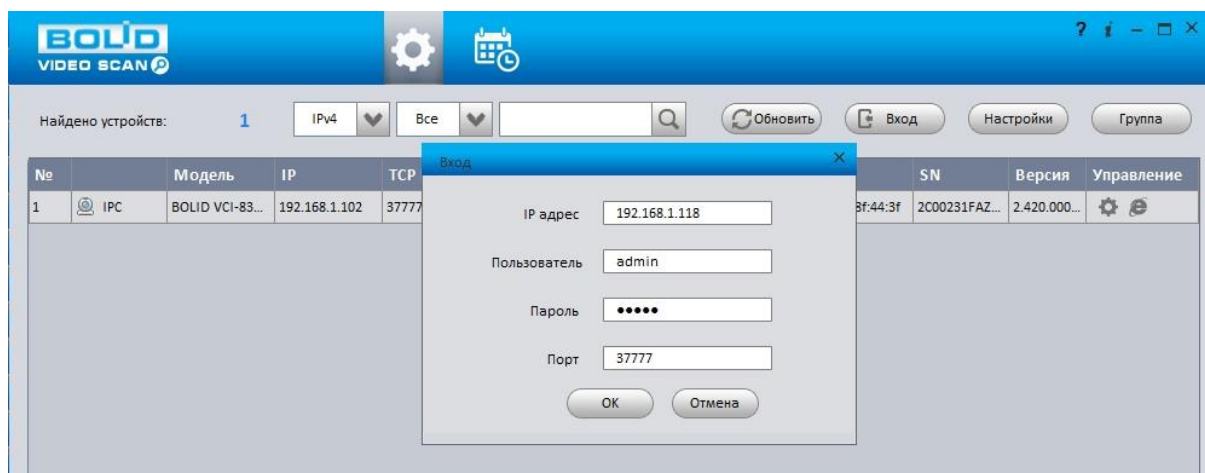 BOLID
VIDEO SCAN
? i
Найдено устройств: 1 IPv4 Все Обновить Вход Настройки Группа
№ Модель IP TCP SN Версия Управление
1 IPC BOLID VCI-83... 192.168.1.102 37777 3f:44:3f 2C00231FAZ... 2.420.000...
Вход
IP адрес 192.168.1.118
Пользователь admin
Пароль •••••
Порт 37777
OK Отмена